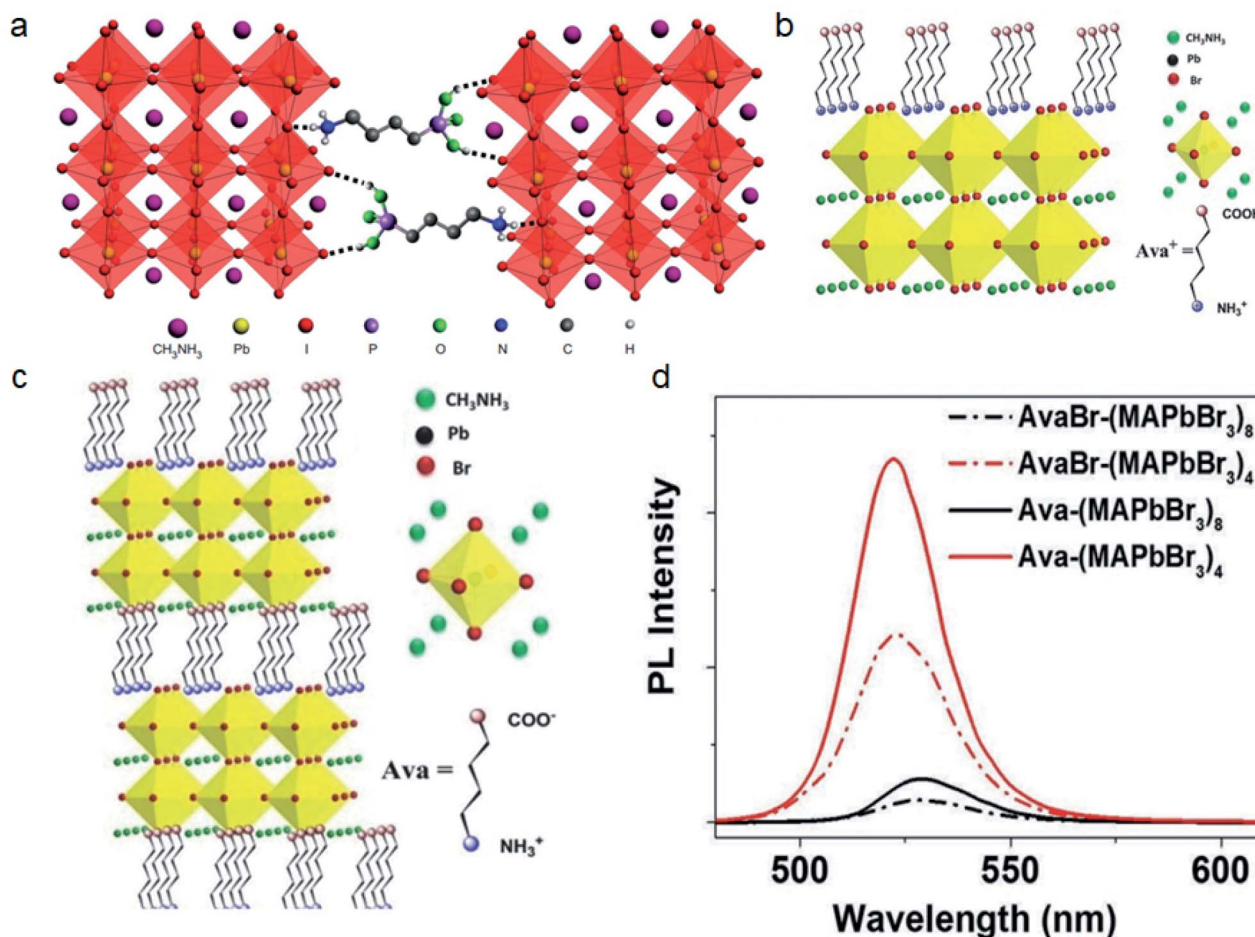 a
CH₃NH₃ Pb I P O N C H
b
CH₃NH₃
Pb
Br
COOH
Ava⁺ =
NH₃⁺
c
CH₃NH₃
Pb
Br
COO⁻
Ava =
NH₃⁺
d
AvaBr-(MAPbBr₃)₈
AvaBr-(MAPbBr₃)₄
Ava-(MAPbBr₃)₈
Ava-(MAPbBr₃)₄
PL Intensity
500 550 600
Wavelength (nm)